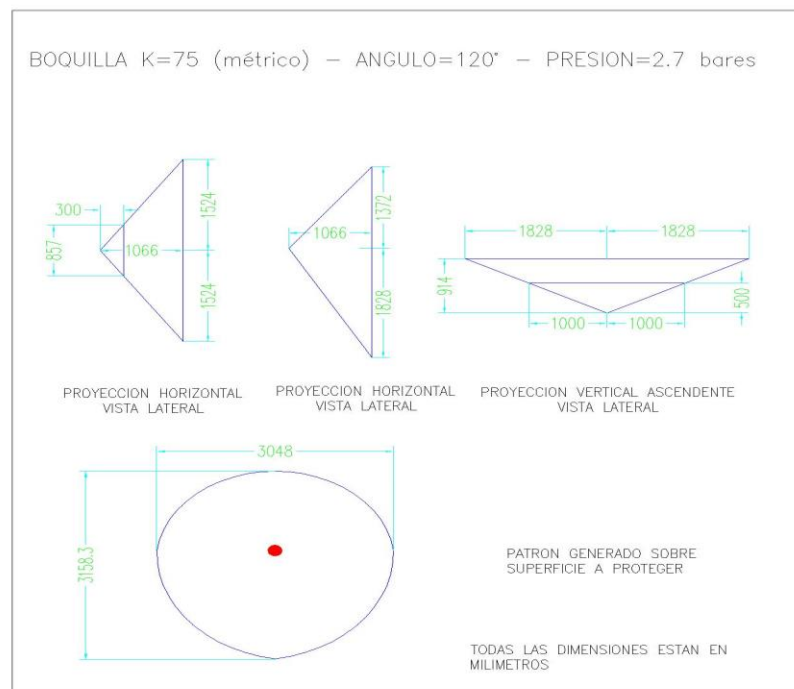 BOQUILLA K=75 (métrico) – ANGULO=120° – PRESION=2.7 bares
300
857
1066
1524
1524
1066
1372
1828
1828
1828
914
500
1000
1000
PROYECCION HORIZONTAL
VISTA LATERAL
PROYECCION HORIZONTAL
VISTA LATERAL
PROYECCION VERTICAL ASCENDENTE
VISTA LATERAL
3048
3158.3
PATRON GENERADO SOBRE
SUPERFICIE A PROTEGER
TODAS LAS DIMENSIONES ESTAN EN
MILIMETROS